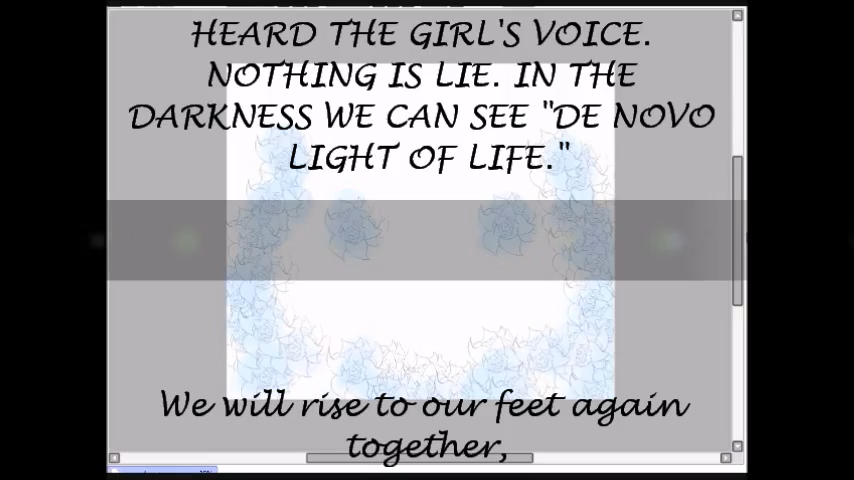 HEARD THE GIRL'S VOICE.
NOTHING IS LIE. IN THE
DARKNESS WE CAN SEE "DE NOVO
LIGHT OF LIFE."
We will rise to our feet again
together,